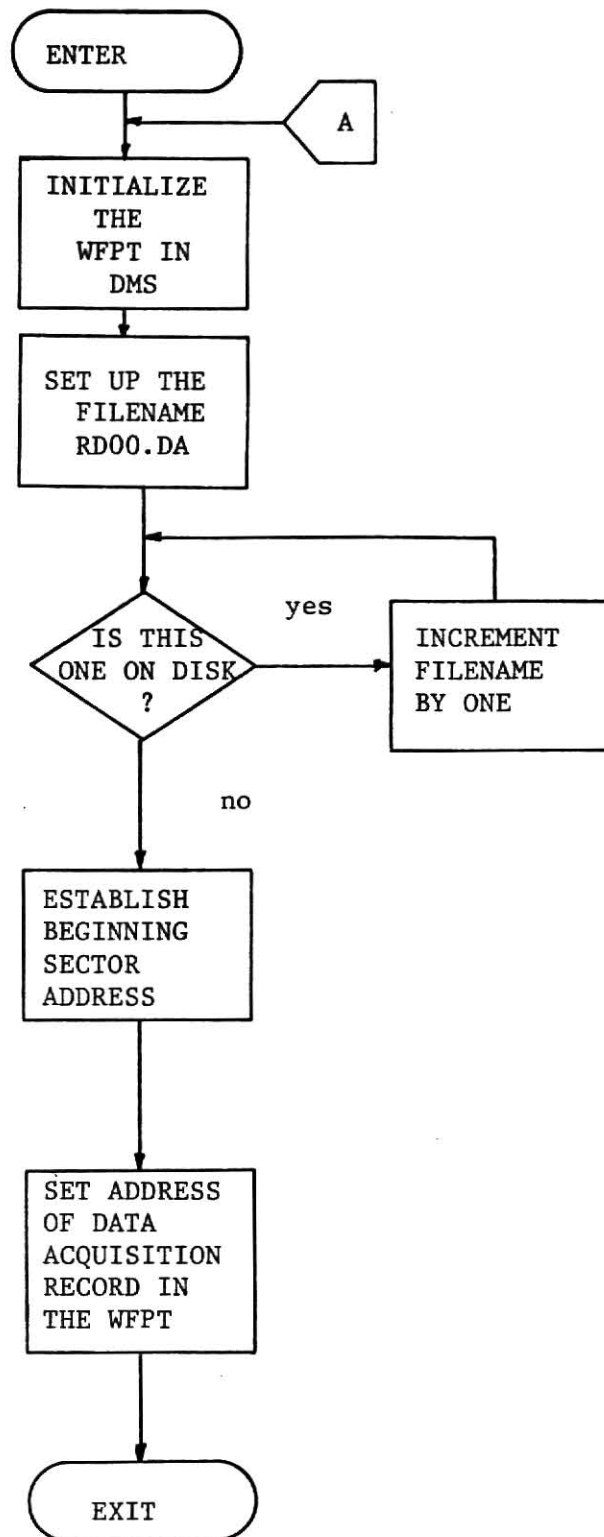 ENTER
A
INITIALIZE
THE
WFPT IN
DMS
SET UP THE
FILENAME
RD00.DA
yes
IS THIS
ONE ON DISK
?
INCREMENT
FILENAME
BY ONE
no
ESTABLISH
BEGINNING
SECTOR
ADDRESS
SET ADDRESS
OF DATA
ACQUISITION
RECORD IN
THE WFPT
EXIT